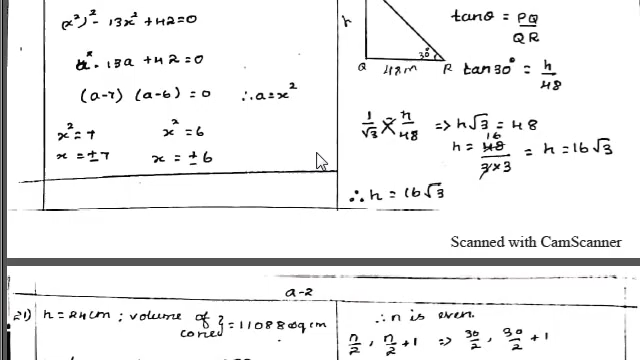 (x²)² - 13x² + 42 = 0
a² - 13a + 42 = 0
(a-7) (a-6) = 0 ∴ a = x²
x² = 7 x² = 6
x = ±7 x = ±6
h
Q 48m R
30°
tanθ = PQ/QR
tan30° = h/48
1/√3 = h/48 => h√3 = 48
h = 48/3 × 3 = h = 16√3
16
∴ h = 16√3
Scanned with CamScanner
a-2
21) h = 24cm ; volume of cone } = 11088 cm
∴ n is even.
n/2 , n/2 + 1 => 30/2 , 30/2 + 1